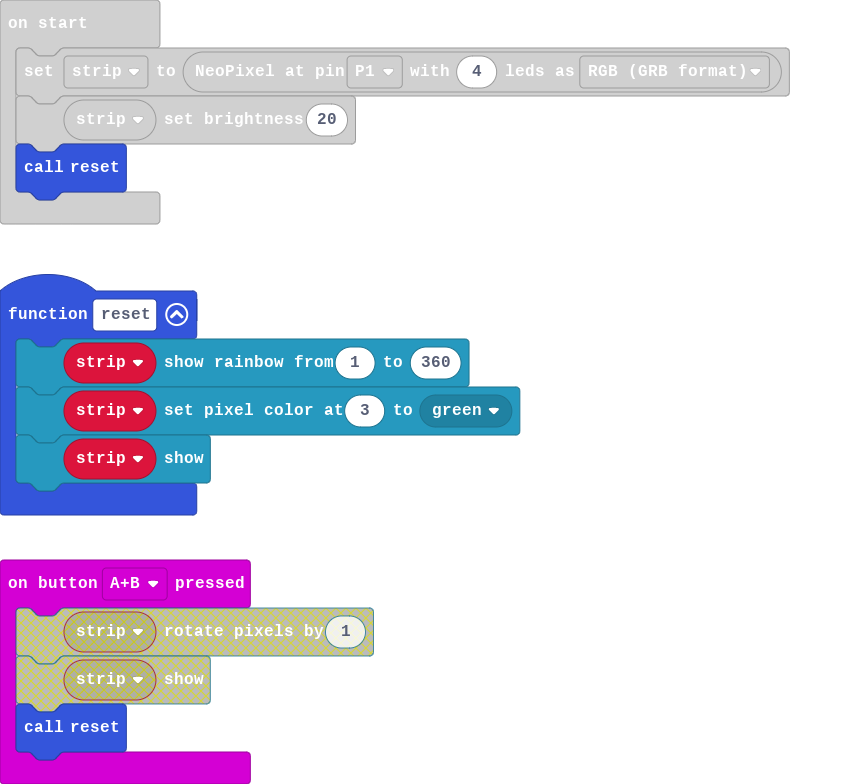 on start
set strip to NeoPixel at pin P1 with 4 leds as RGB (GRB format)
strip set brightness 20
call reset
function reset
strip show rainbow from 1 to 360
strip set pixel color at 3 to green
strip show
on button A+B pressed
strip rotate pixels by 1
strip show
call reset